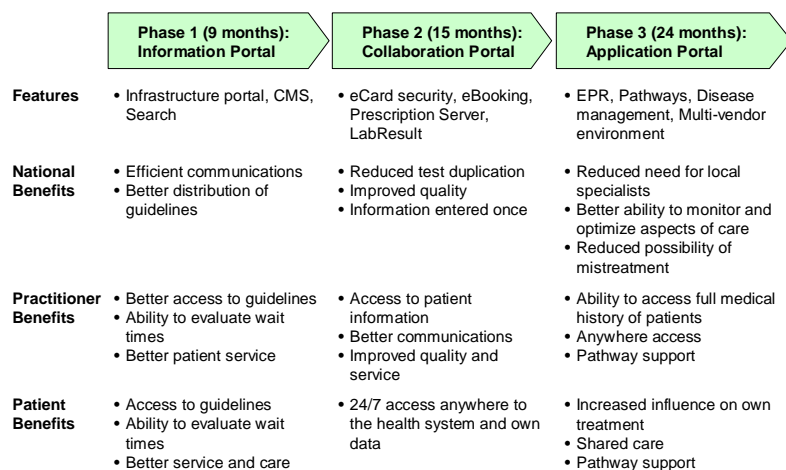 Phase 1 (9 months):
Information Portal
Phase 2 (15 months):
Collaboration Portal
Phase 3 (24 months):
Application Portal
Features
• Infrastructure portal, CMS,
Search
• eCard security, eBooking,
Prescription Server,
LabResult
• EPR, Pathways, Disease
management, Multi-vendor
environment
National
Benefits
• Efficient communications
• Better distribution of
guidelines
• Reduced test duplication
• Improved quality
• Information entered once
• Reduced need for local
specialists
• Better ability to monitor and
optimize aspects of care
• Reduced possibility of
mistreatment
Practitioner
Benefits
• Better access to guidelines
• Ability to evaluate wait
times
• Better patient service
• Access to patient
information
• Better communications
• Improved quality and
service
• Ability to access full medical
history of patients
• Anywhere access
• Pathway support
Patient
Benefits
• Access to guidelines
• Ability to evaluate wait
times
• Better service and care
• 24/7 access anywhere to
the health system and own
data
• Increased influence on own
treatment
• Shared care
• Pathway support